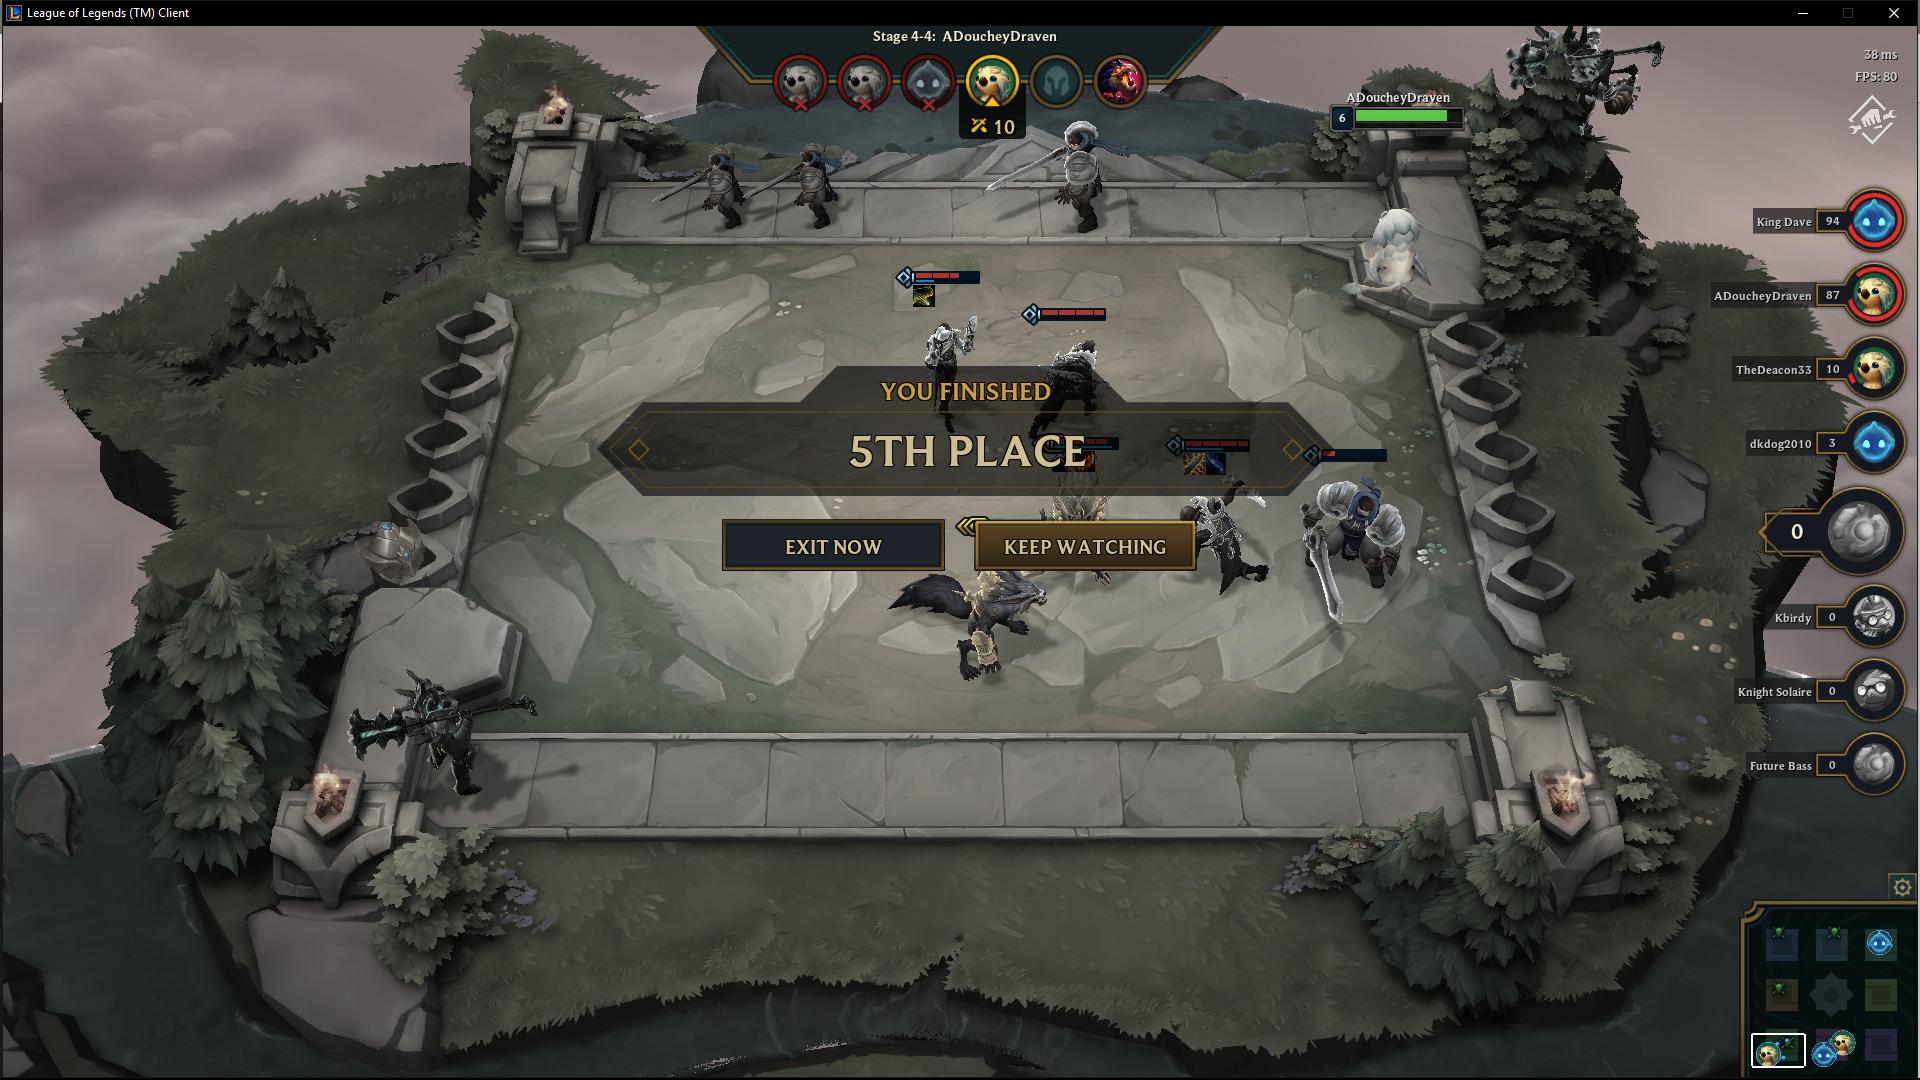 League of Legends (TM) Client
Stage 4-4: ADoucheyDraven
10
38 ms
FPS: 80
ADoucheyDraven
6
King Dave 94
ADoucheyDraven 87
TheDeacon33 10
dkdog2010 3
0
Kbirdy 0
Knight Solaire 0
Future Bass 0
YOU FINISHED
5TH PLACE
EXIT NOW
KEEP WATCHING